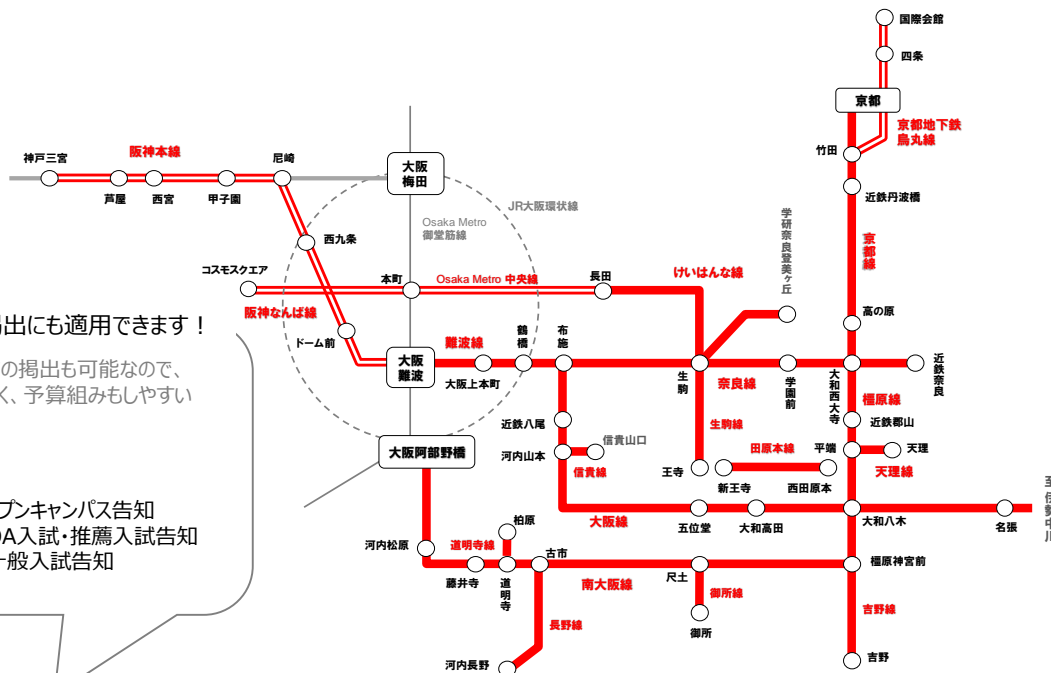 国際会館
四条
京都
京都地下鉄
烏丸線
竹田
近鉄丹波橋
京都線
高の原
神戸三宮
阪神本線
尼崎
芦屋
西宮
甲子園
大阪
梅田
JR大阪環状線
Osaka Metro
御堂筋線
西九条
学研奈良登美ヶ丘
コスモスクエア
本町
Osaka Metro 中央線
長田
けいはんな線
阪神なんば線
ドーム前
大阪
難波
難波線
大阪上本町
鶴橋
布施
生駒
奈良線
学園前
大和西大寺
近鉄奈良
橿原線
近鉄郡山
近鉄八尾
河内山本
信貴山口
信貴線
生駒線
王寺
田原本線
新王寺
西田原本
平端
天理
天理線
大阪阿部野橋
大阪線
五位堂
大和高田
大和八木
名張
至伊勢中川
河内松原
道明寺線
柏原
藤井寺
道明寺
古市
南大阪線
尺土
御所線
御所
橿原神宮前
吉野線
吉野
長野線
河内長野
出にも適用できます！
の掲出も可能なので、
く、予算組みもしやすい
プンキャンパス告知
OA入試・推薦入試告知
一般入試告知